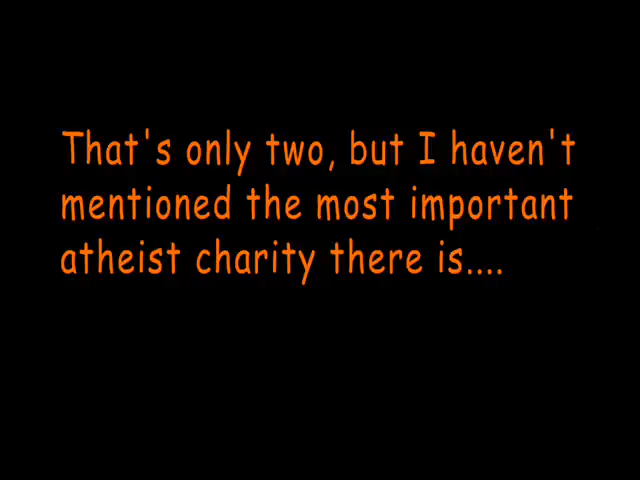 That's only two, but I haven't
mentioned the most important
atheist charity there is....